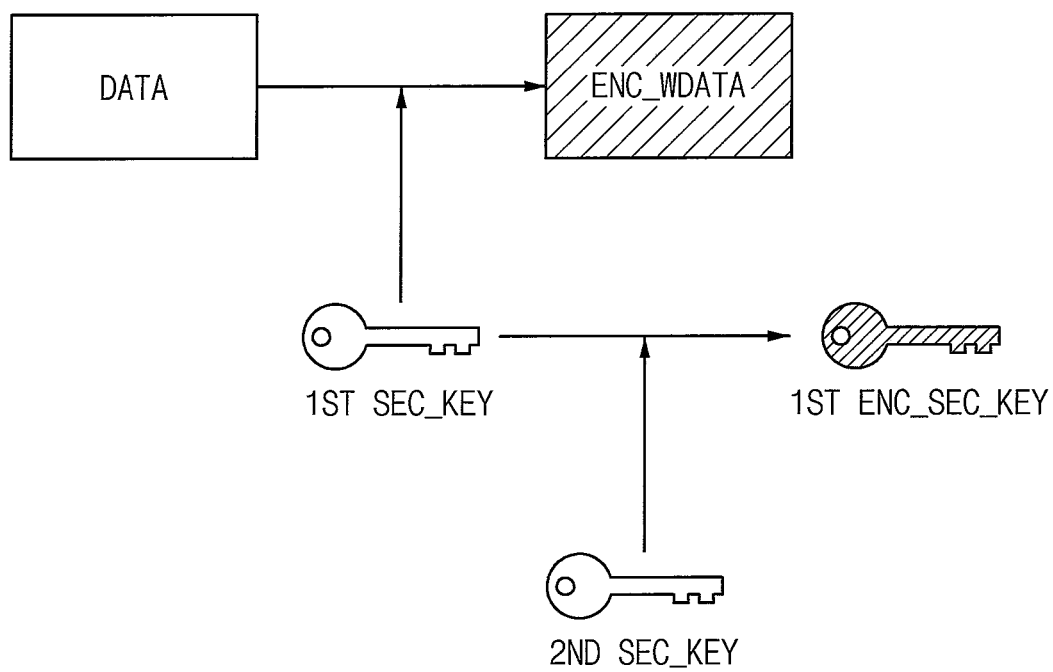 DATA
ENC_WDATA
1ST SEC_KEY
1ST ENC_SEC_KEY
2ND SEC_KEY